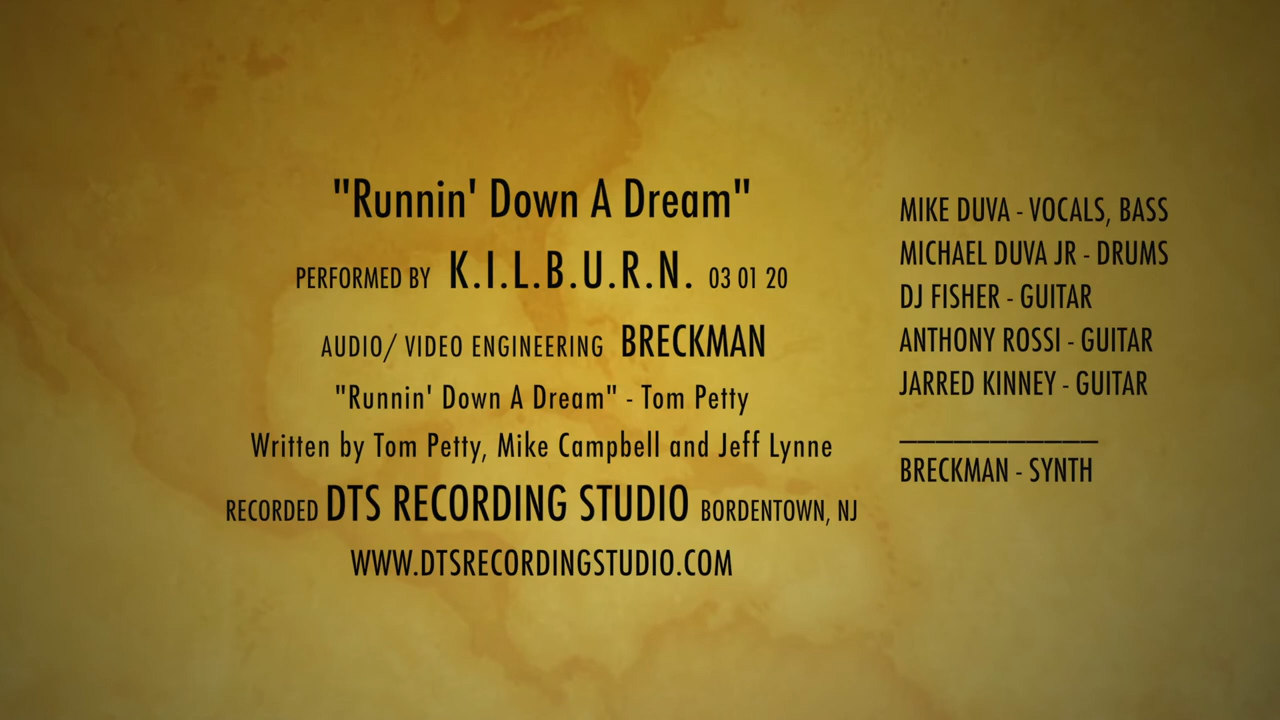 "Runnin' Down A Dream"
PERFORMED BY K.I.L.B.U.R.N. 03 01 20
AUDIO/ VIDEO ENGINEERING BRECKMAN
"Runnin' Down A Dream" - Tom Petty
Written by Tom Petty, Mike Campbell and Jeff Lynne
RECORDED DTS RECORDING STUDIO BORDENTOWN, NJ
WWW.DTSRECORDINGSTUDIO.COM
MIKE DUVA - VOCALS, BASS
MICHAEL DUVA JR - DRUMS
DJ FISHER - GUITAR
ANTHONY ROSSI - GUITAR
JARRED KINNEY - GUITAR
BRECKMAN - SYNTH